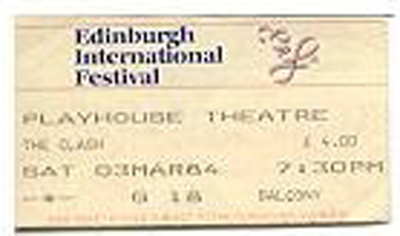 Edinburgh
International
Festival
PLAYHOUSE THEATRE
THE CLASH £ 4.00
SAT 03MAR84 7:30PM
G 18 BALCONY